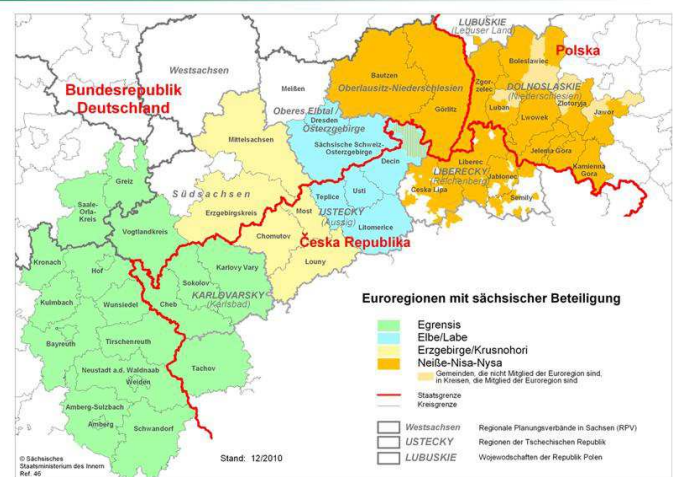 LUBUSKIE
(Lebuser Land)
Polska
Boleslawiec
Westsachsen
Bundesrepublik
Deutschland
Meißen
Bautzen
Oberlausitz-Niederschlesien
Görlitz
Zgor-
zelec
DOLNOSLASKIE
(Niederschlesien)
Luban
Zlotoryja
Lwowek
Jawor
Oberes Elbtal /
Dresden
Osterzgebirge
Mittelsachsen
Sächsische Schweiz-
Osterzgebirge
Decin
Jelenia Gora
Kamienna
Gora
Liberec
LIBERECKY
(Reichenberg)
Jablonec
Ceska Lipa
Semily
Greiz
Südsachsen
Saale-
Orla-
Kreis
Vogtlandkreis
Erzgebirgskreis
Teplice
Usti
USTECKY
(Aussig)
Most
Litomerice
Chomutov
Louny
Česka Republika
Kronach
Hof
Karlovy Vary
Sokolov
KARLOVARSKY
(Karlsbad)
Cheb
Kulmbach
Wunsiedel
Bayreuth
Tirschenreuth
Tachov
Neustadt a.d. Waldnaab
Weiden
Amberg-Sulzbach
Amberg
Schwandorf
Euroregionen mit sächsischer Beteiligung
Egrensis
Elbe/Labe
Erzgebirge/Krusnohori
Neiße-Nisa-Nysa
Gemeinden, die nicht Mitglied der Euroregion sind,
in Kreisen, die Mitglied der Euroregion sind
Staatsgrenze
Kreisgrenze
Westsachsen Regionale Planungsverbände in Sachsen (RPV)
USTECKY Regionen der Tschechischen Republik
LUBUSKIE Wojewodschaften der Republik Polen
Stand: 12/2010
© Sächsisches
Staatsministerium des Innern
Ref. 46